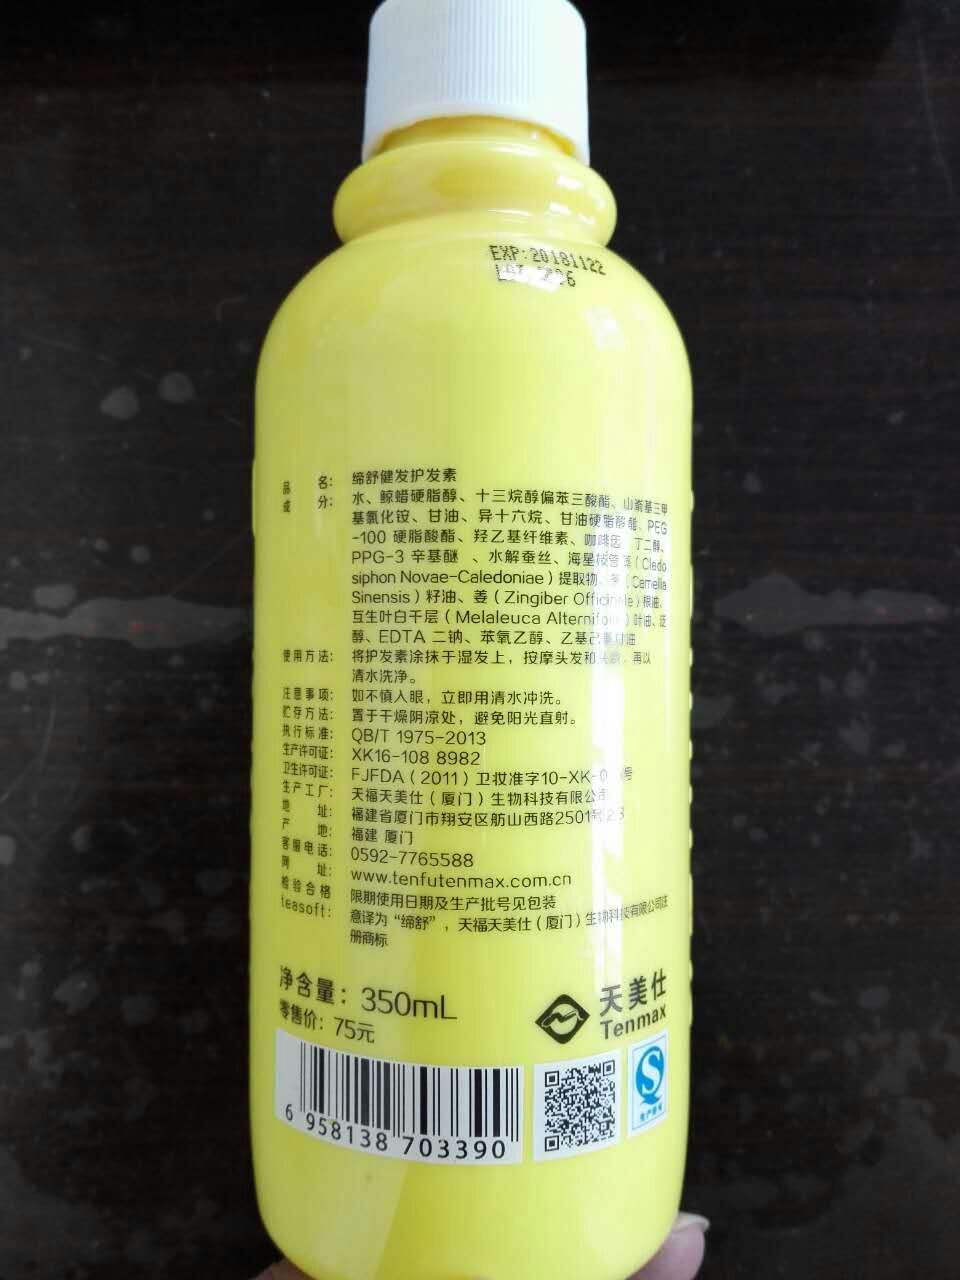 EXP:20181122
品 名： 缔舒健发护发素
成 分： 水、鲸蜡硬脂醇、十三烷醇偏苯三酸酯、山嵛基三甲
基氯化铵、甘油、异十六烷、甘油硬脂酸酯、PEG
-100 硬脂酸酯、羟乙基纤维素、咖啡因 丁二醇、
PPG-3 辛基醚 、水解蚕丝、海星枝管藻（Clado
siphon Novae-Caledoniae）提取物、茶（Camellia
Sinensis）籽油、姜（Zingiber Officinale）根油、
互生叶白千层（Melaleuca Alternifolia）叶油、泛
醇、EDTA 二钠、苯氧乙醇、乙基己基甘油
使用方法： 将护发素涂抹于湿发上，按摩头发和 再以
清水洗净。
注意事项： 如不慎入眼，立即用清水冲洗。
贮存方法： 置于干燥阴凉处，避免阳光直射。
执行标准： QB/T 1975-2013
生产许可证： XK16-108 8982
卫生许可证： FJFDA（2011）卫妆准字10-XK-0 号
生产工厂： 天福天美仕（厦门）生物科技有限公司
地 址： 福建省厦门市翔安区舫山西路2501号
产 地： 福建 厦门
客服电话： 0592-7765588
网 址： www.tenfutenmax.com.cn
检验合格 限期使用日期及生产批号见包装
teasoft： 意译为“缔舒”，天福天美仕（厦门）生物科技有限公司注
册商标
净含量：350mL
零售价：75元
天美仕
Tenmax
6 958138 703390